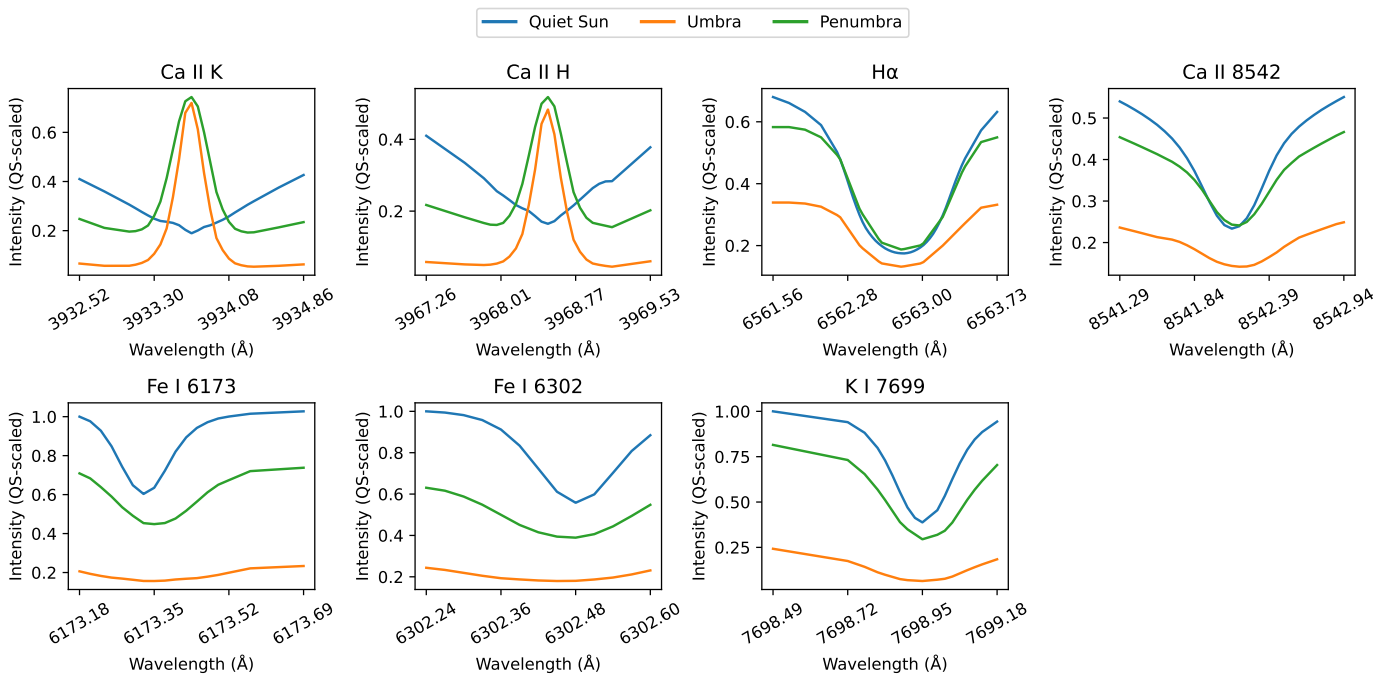 Quiet Sun Umbra Penumbra
Ca II K
Intensity (QS-scaled)
0.6
0.4
0.2
3932.52 3933.30 3934.08 3934.86
Wavelength (Å)
Ca II H
Intensity (QS-scaled)
0.4
0.2
3967.26 3968.01 3968.77 3969.53
Wavelength (Å)
Hα
Intensity (QS-scaled)
0.6
0.4
0.2
6561.56 6562.28 6563.00 6563.73
Wavelength (Å)
Ca II 8542
Intensity (QS-scaled)
0.5
0.4
0.3
0.2
8541.29 8541.84 8542.39 8542.94
Wavelength (Å)
Fe I 6173
Intensity (QS-scaled)
1.0
0.8
0.6
0.4
0.2
6173.18 6173.35 6173.52 6173.69
Wavelength (Å)
Fe I 6302
Intensity (QS-scaled)
1.0
0.8
0.6
0.4
0.2
6302.24 6302.36 6302.48 6302.60
Wavelength (Å)
K I 7699
Intensity (QS-scaled)
1.00
0.75
0.50
0.25
7698.49 7698.72 7698.95 7699.18
Wavelength (Å)